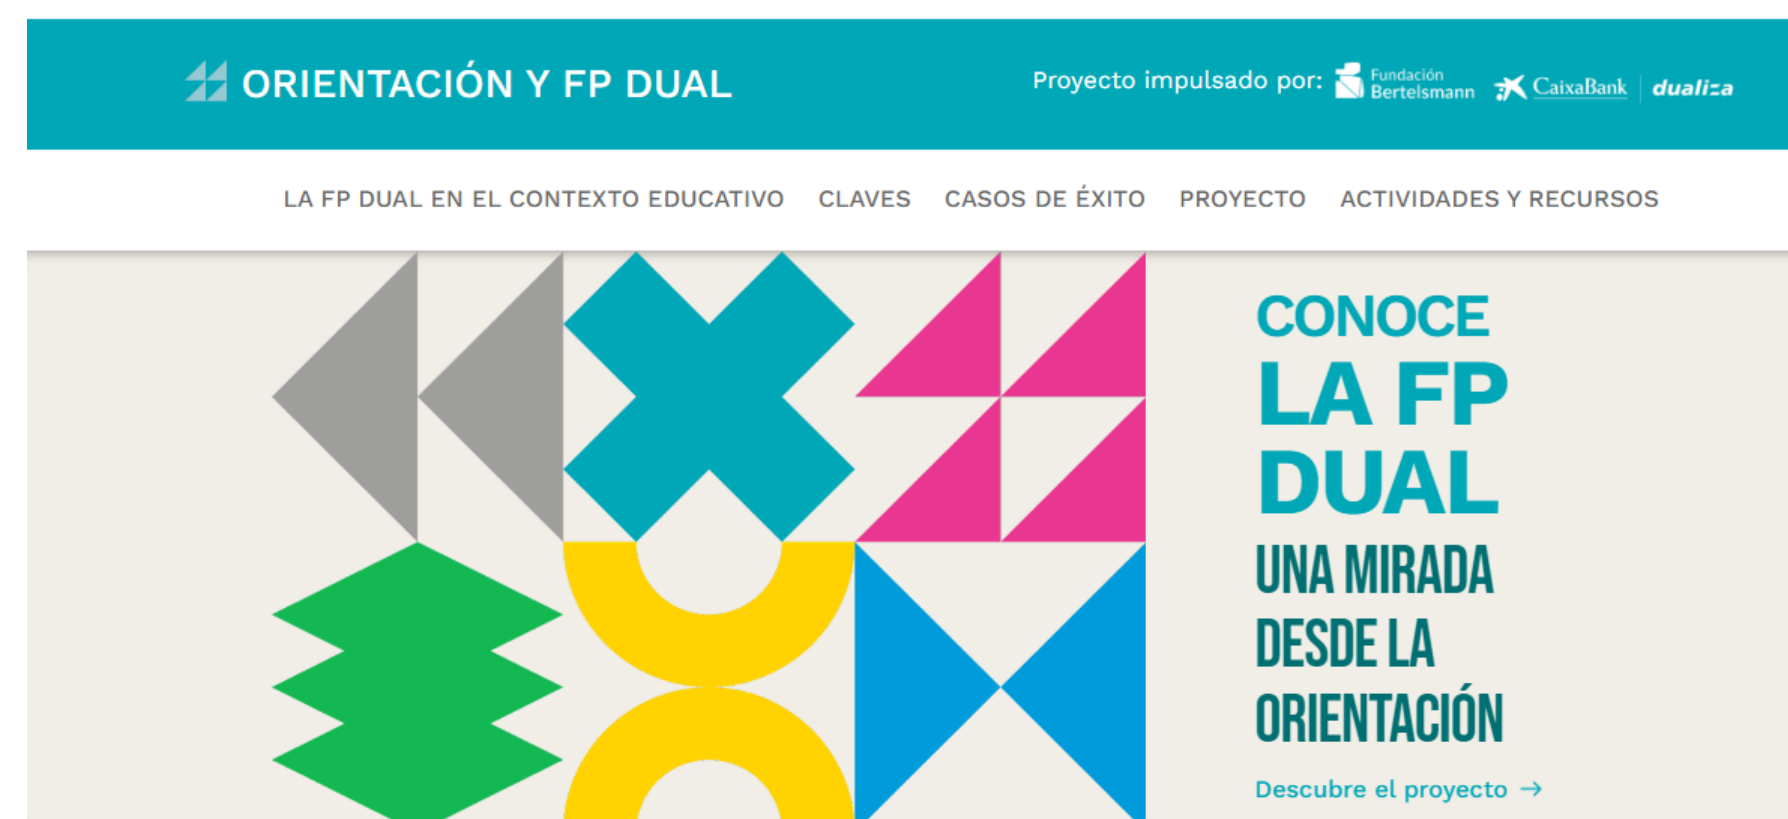 ORIENTACIÓN Y FP DUAL
Proyecto impulsado por:
Fundación
Bertelsmann
CaixaBank
dualiza
LA FP DUAL EN EL CONTEXTO EDUCATIVO CLAVES CASOS DE ÉXITO PROYECTO ACTIVIDADES Y RECURSOS
CONOCE
LA FP
DUAL
UNA MIRADA
DESDE LA
ORIENTACIÓN
Descubre el proyecto →